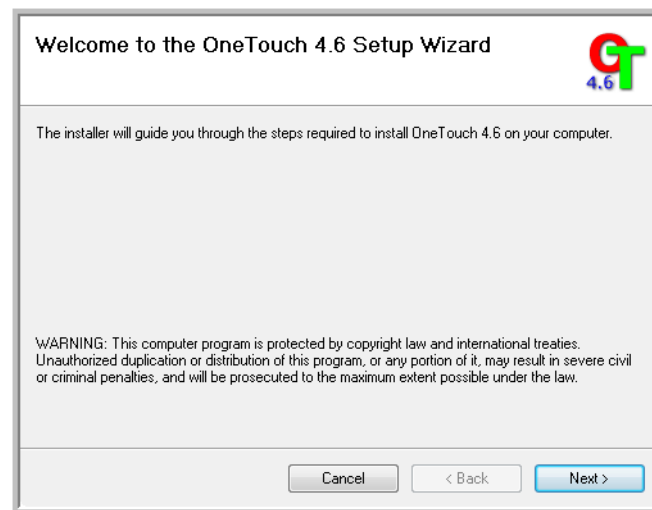 Welcome to the OneTouch 4.6 Setup Wizard
OT
4.6
The installer will guide you through the steps required to install OneTouch 4.6 on your computer.
WARNING: This computer program is protected by copyright law and international treaties.
Unauthorized duplication or distribution of this program, or any portion of it, may result in severe civil
or criminal penalties, and will be prosecuted to the maximum extent possible under the law.
Cancel
< Back
Next >